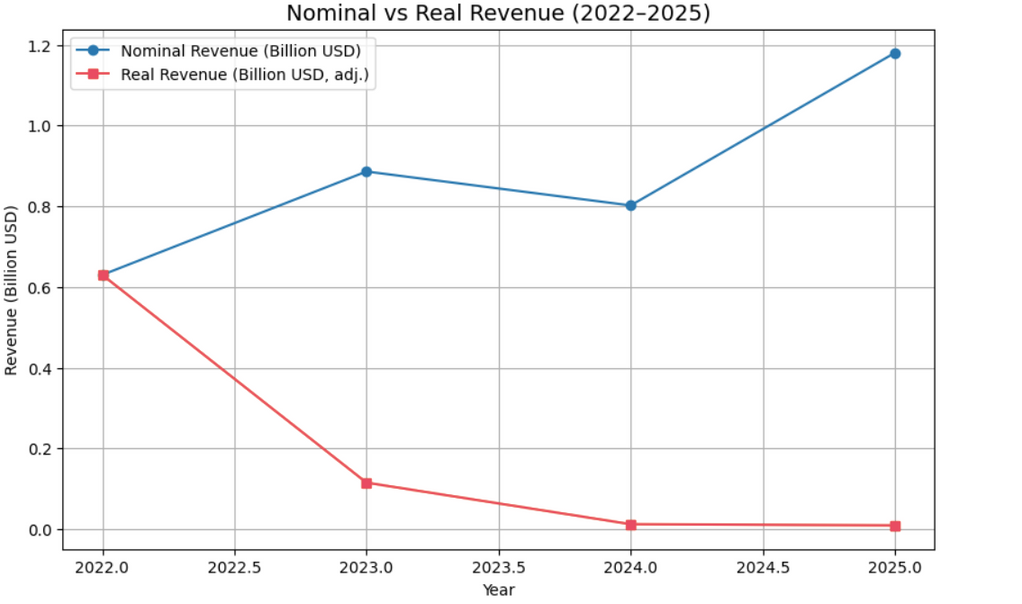 Nominal vs Real Revenue (2022–2025)
Nominal Revenue (Billion USD)
Real Revenue (Billion USD, adj.)
Revenue (Billion USD)
1.2
1.0
0.8
0.6
0.4
0.2
0.0
2022.0 2022.5 2023.0 2023.5 2024.0 2024.5 2025.0
Year